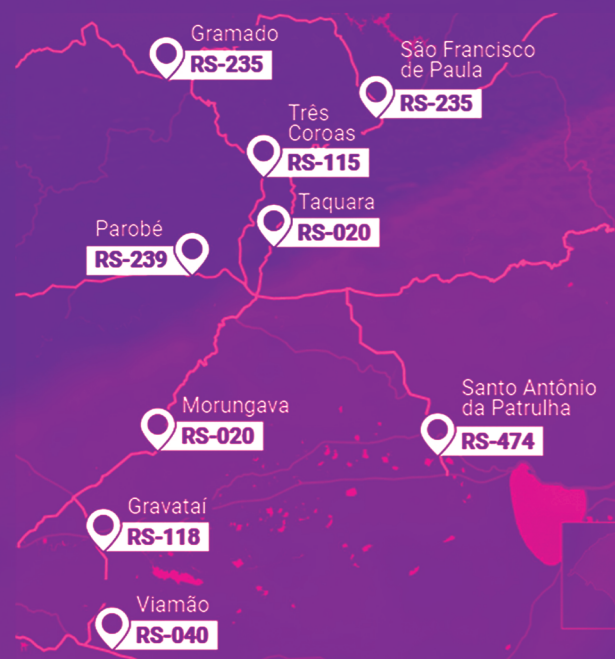 Gramado
RS-235
São Francisco
de Paula
RS-235
Três
Coroas
RS-115
Taquara
RS-020
Parobé
RS-239
Morungava
RS-020
Santo Antônio
da Patrulha
RS-474
Gravataí
RS-118
Viamão
RS-040